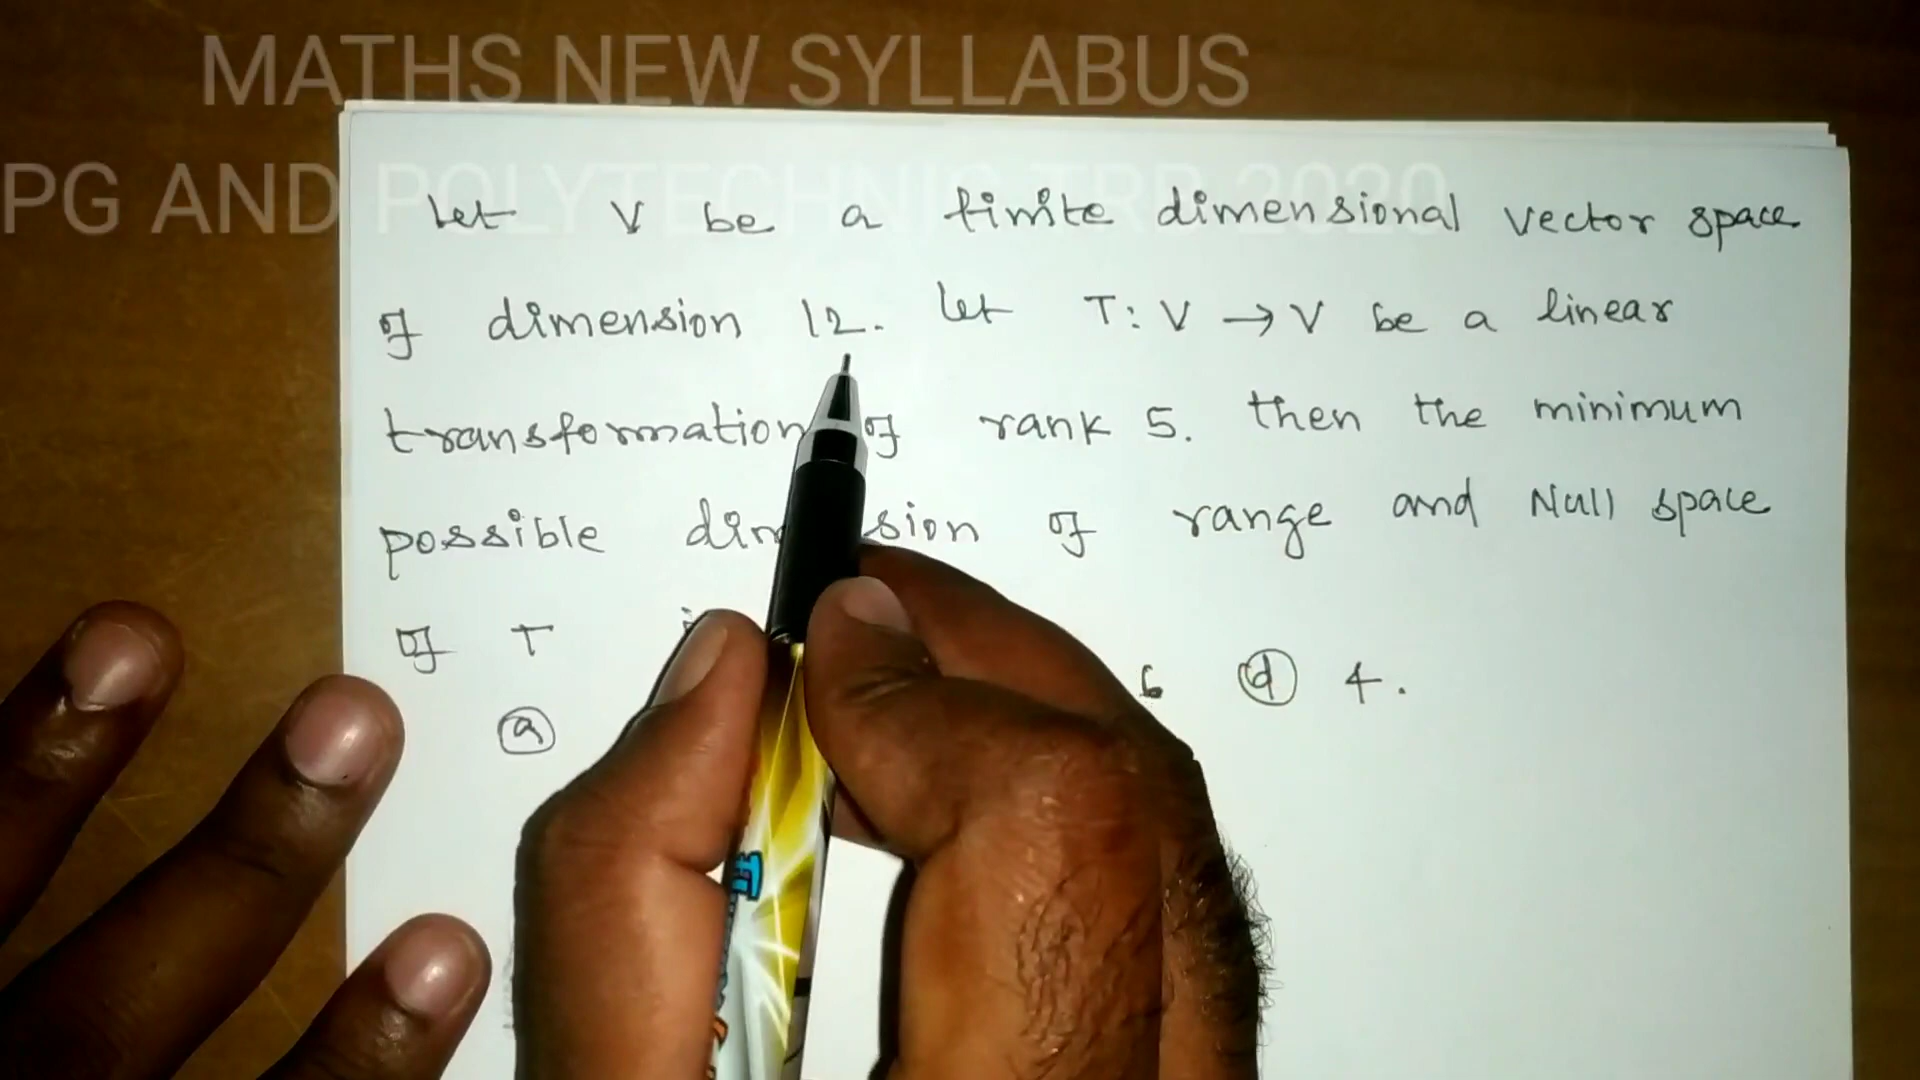 MATHS NEW SYLLABUS
PG AND POLYTECHNIC TRB 2020
Let V be a finite dimensional vector space
of dimension 12. Let T: V → V be a linear
transformation of rank 5. then the minimum
possible dimension of range and Null space
of T
6 (d) 4.
(a)